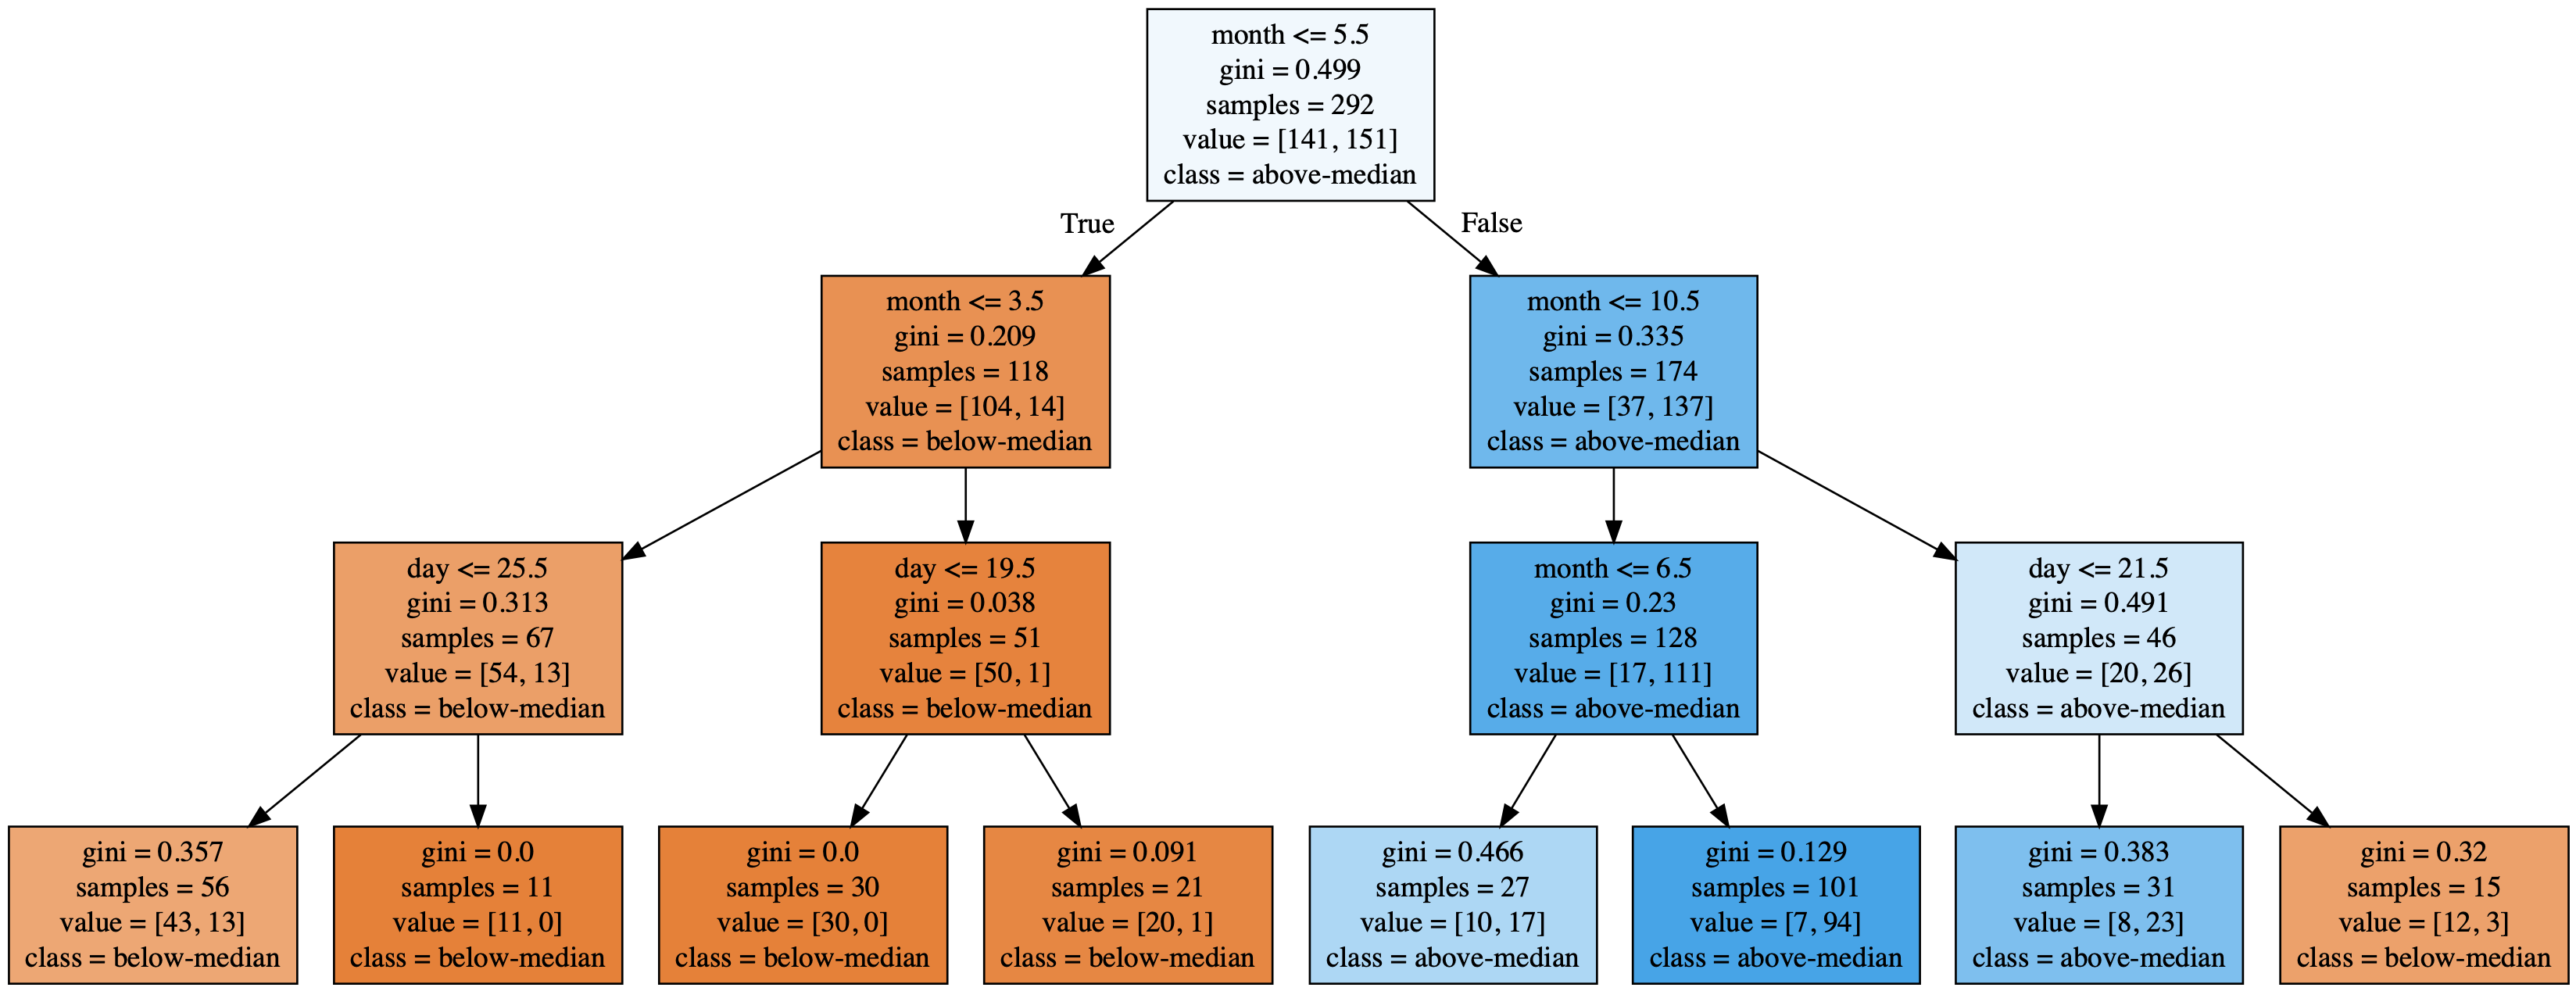 month <= 5.5
gini = 0.499
samples = 292
value = [141, 151]
class = above-median
True
False
month <= 3.5
gini = 0.209
samples = 118
value = [104, 14]
class = below-median
month <= 10.5
gini = 0.335
samples = 174
value = [37, 137]
class = above-median
day <= 25.5
gini = 0.313
samples = 67
value = [54, 13]
class = below-median
day <= 19.5
gini = 0.038
samples = 51
value = [50, 1]
class = below-median
month <= 6.5
gini = 0.23
samples = 128
value = [17, 111]
class = above-median
day <= 21.5
gini = 0.491
samples = 46
value = [20, 26]
class = above-median
gini = 0.357
samples = 56
value = [43, 13]
class = below-median
gini = 0.0
samples = 11
value = [11, 0]
class = below-median
gini = 0.0
samples = 30
value = [30, 0]
class = below-median
gini = 0.091
samples = 21
value = [20, 1]
class = below-median
gini = 0.466
samples = 27
value = [10, 17]
class = above-median
gini = 0.129
samples = 101
value = [7, 94]
class = above-median
gini = 0.383
samples = 31
value = [8, 23]
class = above-median
gini = 0.32
samples = 15
value = [12, 3]
class = below-median